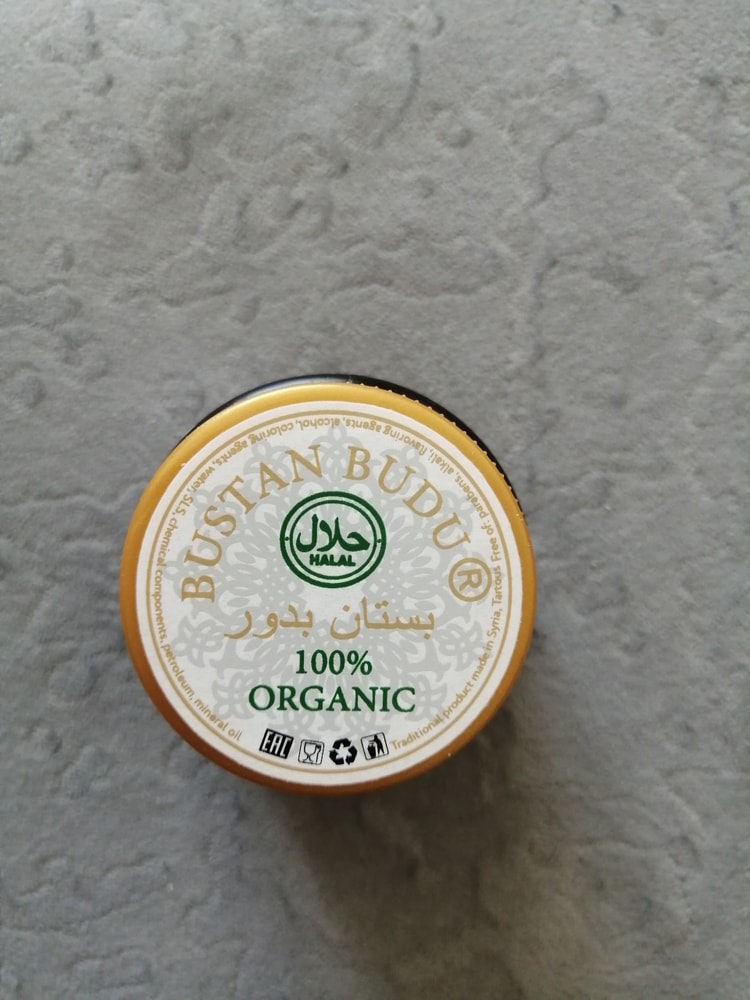 BUSTAN BUDU®
حلال
HALAL
بستان بدور
100%
ORGANIC
EAC
Traditional product made in Syria, Tartous Free of: parabens, alkali, flavoring agents, alcohol, coloring agents, water, SLS, chemical components, petroleum, mineral oil